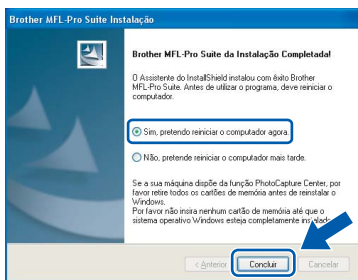 Brother MFL-Pro Suite Instalação
Brother MFL-Pro Suite da Instalação Completada!
O Assistente do InstallShield instalou com êxito Brother
MFL-Pro Suite. Antes de utilizar o programa, deve reiniciar o
computador.
Sim, pretendo reiniciar o computador agora.
Não, pretende reiniciar o computador mais tarde.
Se a sua máquina dispõe da função PhotoCapture Center, por
favor retire todos os cartões de memória antes de reinstalar o
Windows.
Por favor não insira nenhum cartão de memória até que o
sistema operativo Windows esteja completamente instalado.
< Anterior Concluir Cancelar